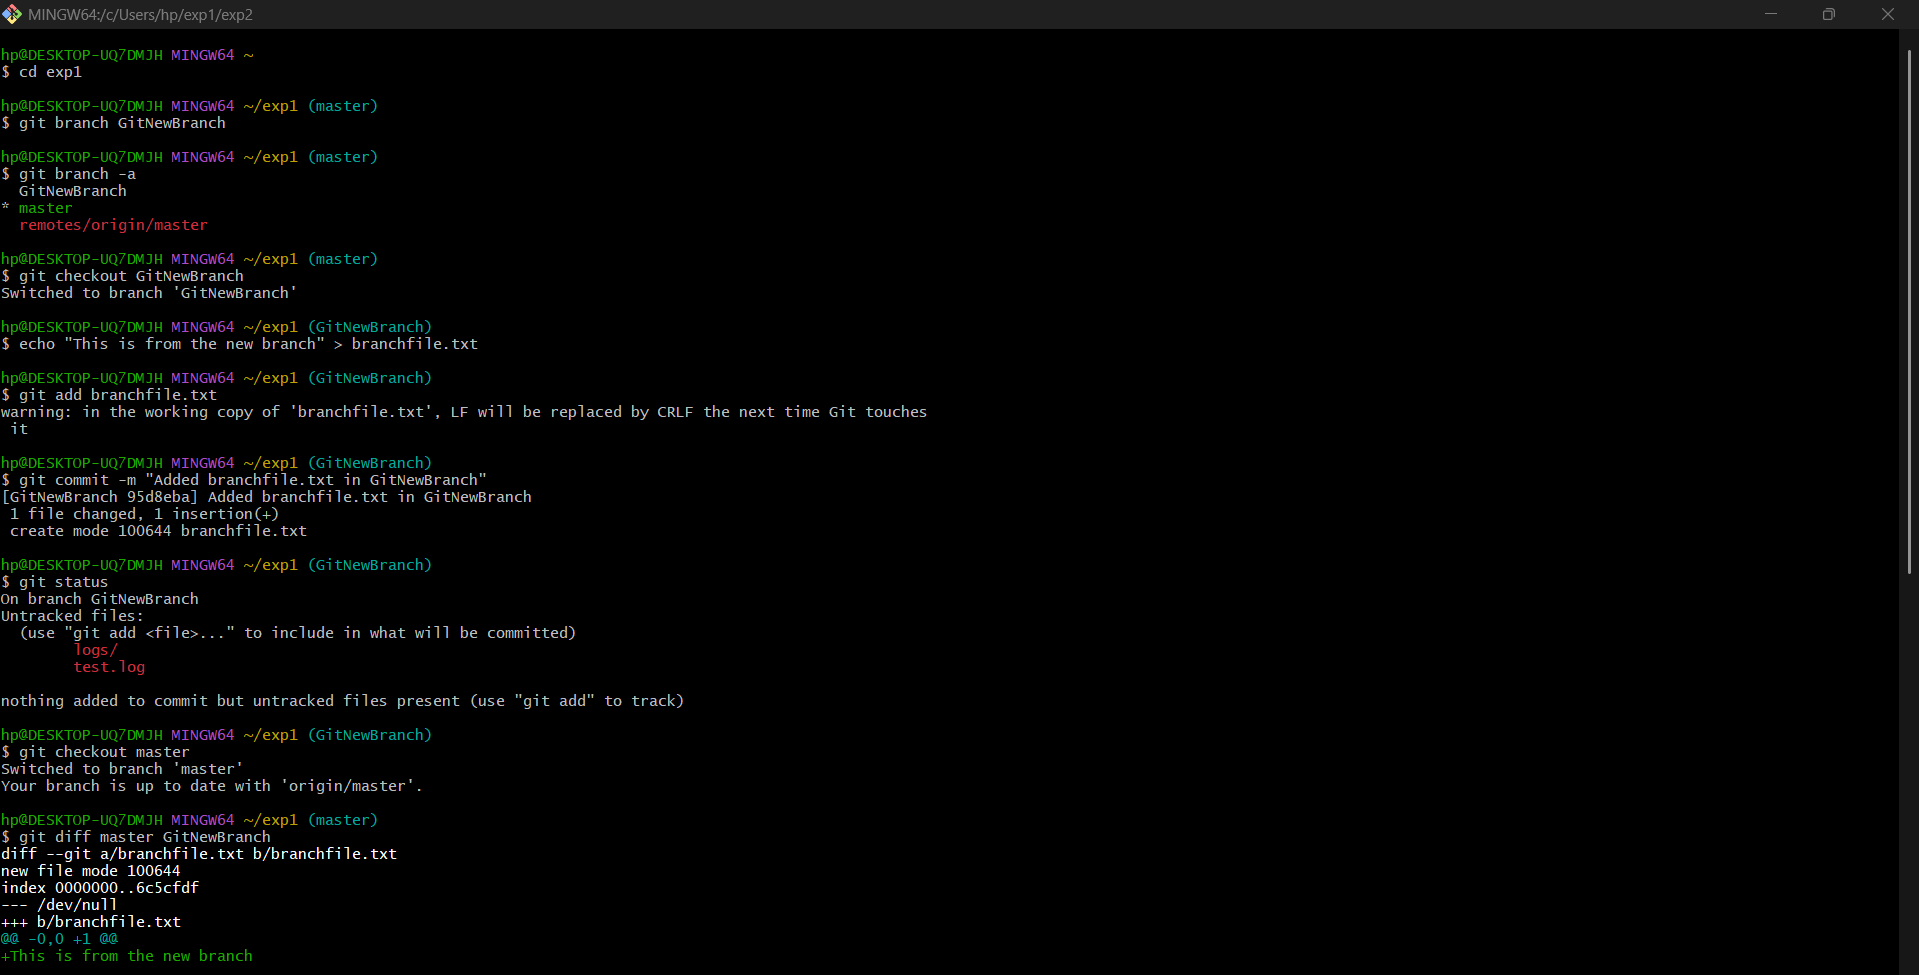 MINGW64:/c/Users/hp/exp1/exp2
hp@DESKTOP-UQ7DMJH MINGW64 ~
$ cd exp1
hp@DESKTOP-UQ7DMJH MINGW64 ~/exp1 (master)
$ git branch GitNewBranch
hp@DESKTOP-UQ7DMJH MINGW64 ~/exp1 (master)
$ git branch -a
  GitNewBranch
* master
  remotes/origin/master
hp@DESKTOP-UQ7DMJH MINGW64 ~/exp1 (master)
$ git checkout GitNewBranch
Switched to branch 'GitNewBranch'
hp@DESKTOP-UQ7DMJH MINGW64 ~/exp1 (GitNewBranch)
$ echo "This is from the new branch" > branchfile.txt
hp@DESKTOP-UQ7DMJH MINGW64 ~/exp1 (GitNewBranch)
$ git add branchfile.txt
warning: in the working copy of 'branchfile.txt', LF will be replaced by CRLF the next time Git touches
 it
hp@DESKTOP-UQ7DMJH MINGW64 ~/exp1 (GitNewBranch)
$ git commit -m "Added branchfile.txt in GitNewBranch"
[GitNewBranch 95d8eba] Added branchfile.txt in GitNewBranch
 1 file changed, 1 insertion(+)
 create mode 100644 branchfile.txt
hp@DESKTOP-UQ7DMJH MINGW64 ~/exp1 (GitNewBranch)
$ git status
On branch GitNewBranch
Untracked files:
  (use "git add <file>..." to include in what will be committed)
        logs/
        test.log
nothing added to commit but untracked files present (use "git add" to track)
hp@DESKTOP-UQ7DMJH MINGW64 ~/exp1 (GitNewBranch)
$ git checkout master
Switched to branch 'master'
Your branch is up to date with 'origin/master'.
hp@DESKTOP-UQ7DMJH MINGW64 ~/exp1 (master)
$ git diff master GitNewBranch
diff --git a/branchfile.txt b/branchfile.txt
new file mode 100644
index 0000000..6c5cfdf
--- /dev/null
+++ b/branchfile.txt
@@ -0,0 +1 @@
+This is from the new branch